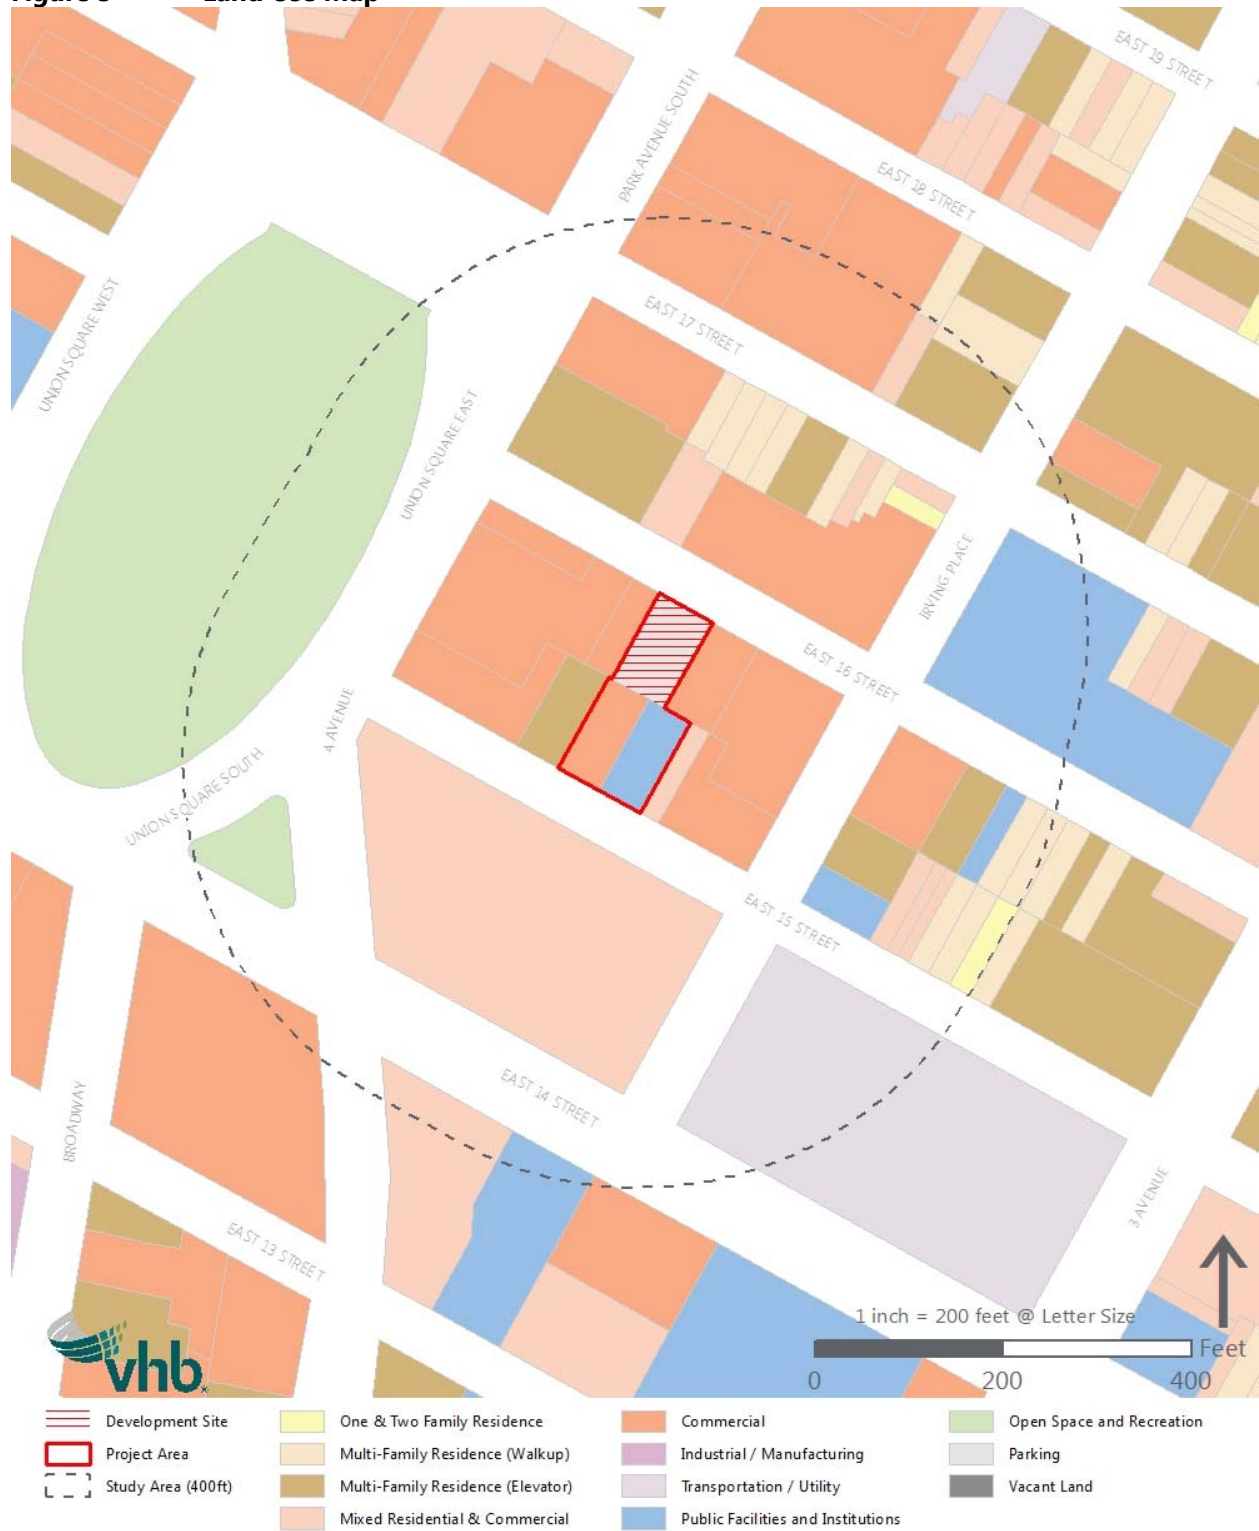 EAST 19 STREET
PARK AVENUE SOUTH
EAST 18 STREET
UNION SQUARE WEST
EAST 17 STREET
UNION SQUARE EAST
IRVING PLACE
EAST 16 STREET
4 AVENUE
UNION SQUARE SOUTH
EAST 15 STREET
EAST 14 STREET
BROADWAY
3 AVENUE
EAST 13 STREET
1 inch = 200 feet @ Letter Size
Feet
0 200 400
vhb
Development Site
Project Area
Study Area (400ft)
One & Two Family Residence
Multi-Family Residence (Walkup)
Multi-Family Residence (Elevator)
Mixed Residential & Commercial
Commercial
Industrial / Manufacturing
Transportation / Utility
Public Facilities and Institutions
Open Space and Recreation
Parking
Vacant Land